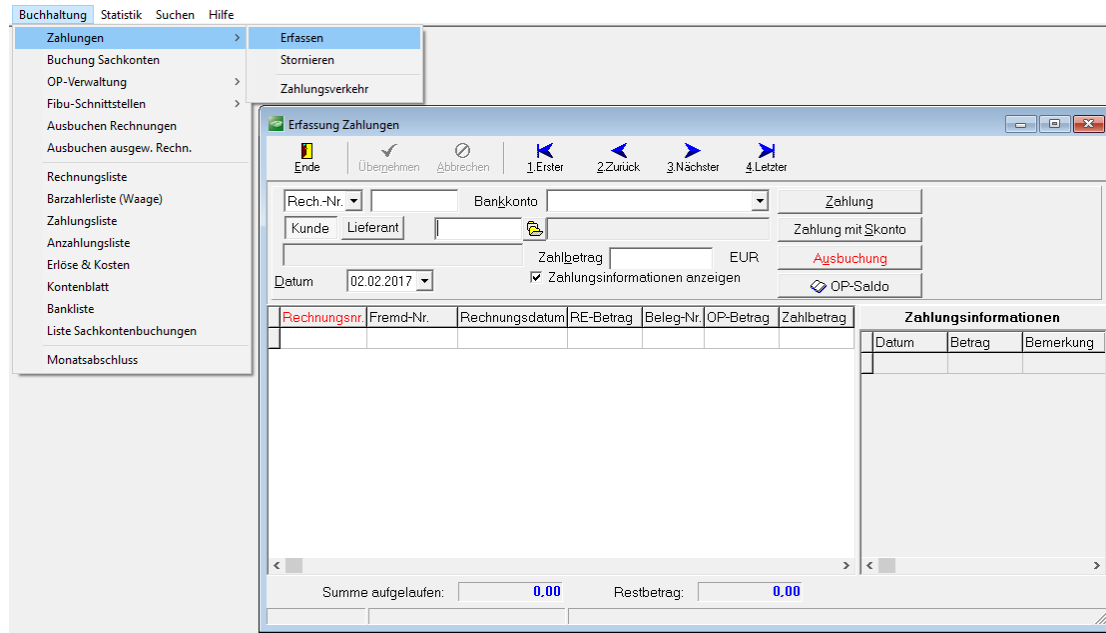 Buchhaltung Statistik Suchen Hilfe
Zahlungen
Buchung Sachkonten
OP-Verwaltung
Fibu-Schnittstellen
Ausbuchen Rechnungen
Ausbuchen ausgew. Rechn.
Rechnungsliste
Barzahlerliste (Waage)
Zahlungsliste
Anzahlungsliste
Erlöse & Kosten
Kontenblatt
Bankliste
Liste Sachkontenbuchungen
Monatsabschluss
Erfassen
Stornieren
Zahlungsverkehr
Erfassung Zahlungen
Ende Übernehmen Abbrechen 1.Erster 2.Zurück 3.Nächster 4.Letzter
Rech.-Nr. Bankkonto Zahlung
Kunde Lieferant Zahlung mit Skonto
Zahlbetrag EUR Ausbuchung
Datum 02.02.2017 Zahlungsinformationen anzeigen OP-Saldo
Rechnungsnr. Fremd-Nr. Rechnungsdatum RE-Betrag Beleg-Nr. OP-Betrag Zahlbetrag
Zahlungsinformationen
Datum Betrag Bemerkung
Summe aufgelaufen: 0,00 Restbetrag: 0,00